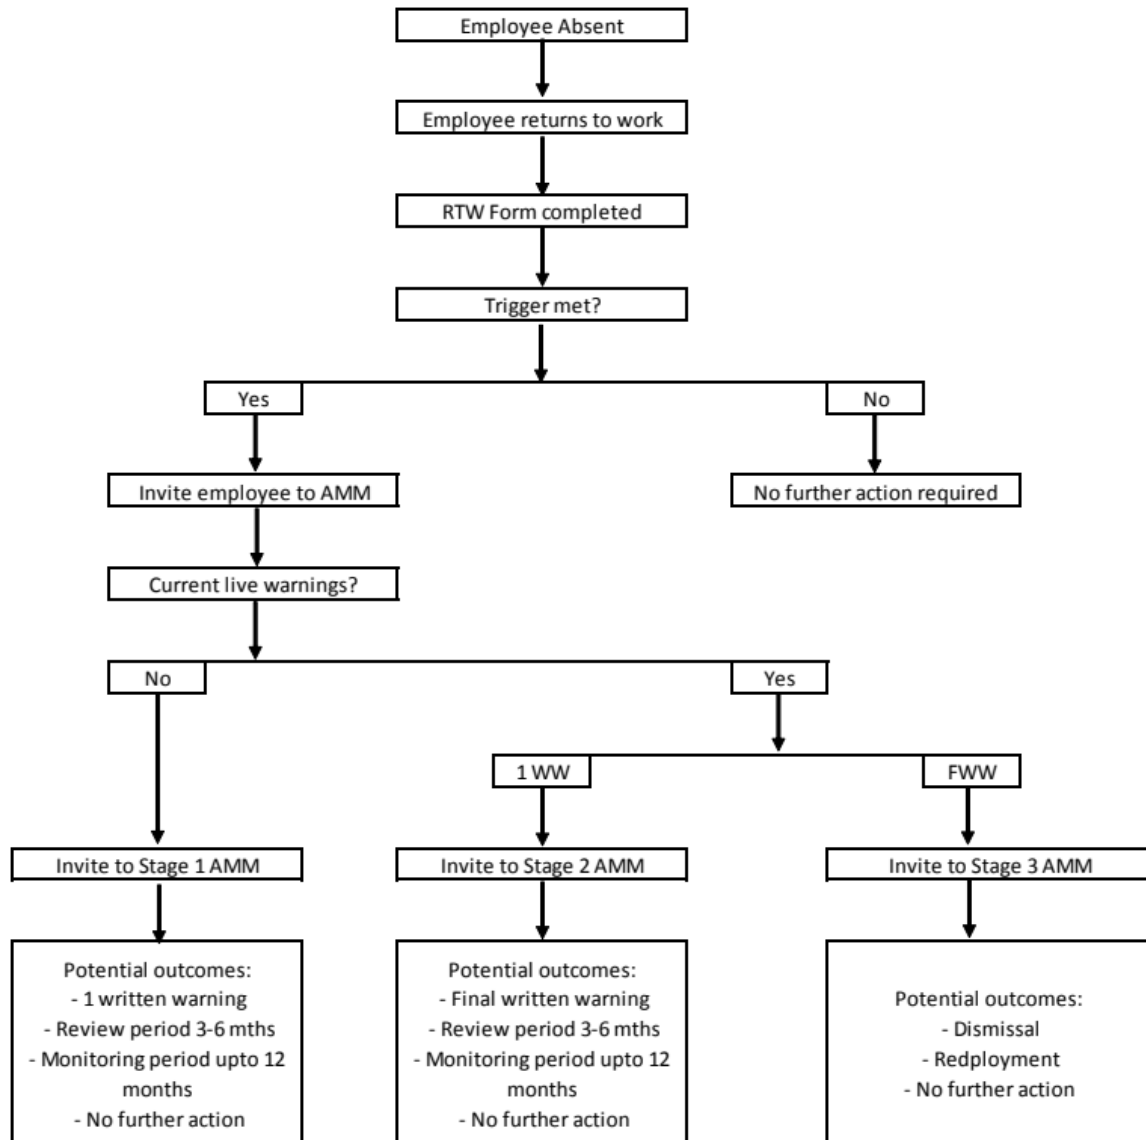 Employee Absent
Employee returns to work
RTW Form completed
Trigger met?
Yes
No
Invite employee to AMM
No further action required
Current live warnings?
No
Yes
1 WW
FWW
Invite to Stage 1 AMM
Invite to Stage 2 AMM
Invite to Stage 3 AMM
Potential outcomes:
- 1 written warning
- Review period 3-6 mths
- Monitoring period upto 12
months
- No further action
Potential outcomes:
- Final written warning
- Review period 3-6 mths
- Monitoring period upto 12
months
- No further action
Potential outcomes:
- Dismissal
- Redployment
- No further action